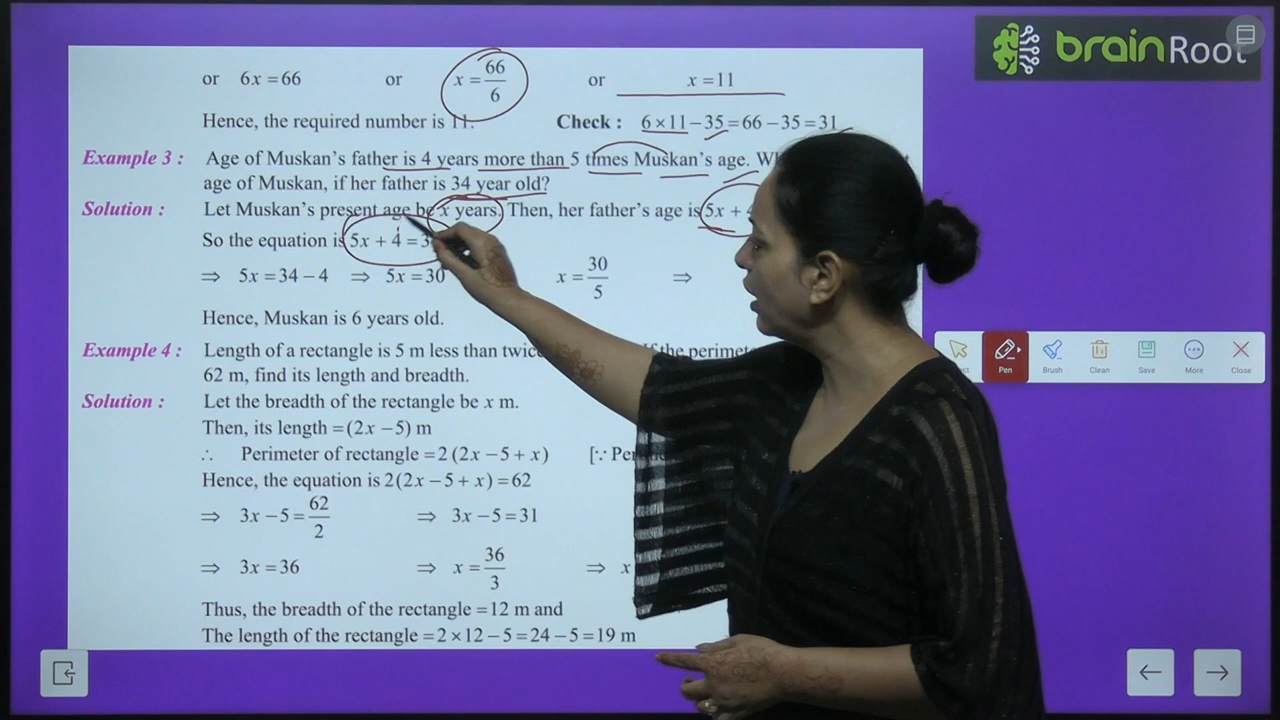 brainRoot
or 6x = 66 or x = 66/6 or x = 11
Hence, the required number is 11. Check : 6 × 11 – 35 = 66 – 35 = 31
Example 3 : Age of Muskan's father is 4 years more than 5 times Muskan's age.
age of Muskan, if her father is 34 year old?
Solution : Let Muskan's present age be x years. Then, her father's age is 5x +
So the equation is 5x + 4 = 3
⇒ 5x = 34 – 4 ⇒ 5x = 30 x = 30/5 ⇒
Hence, Muskan is 6 years old.
Example 4 : Length of a rectangle is 5 m less than the perimet
62 m, find its length and breadth.
Solution : Let the breadth of the rectangle be x m.
Then, its length = (2x – 5) m
∴ Perimeter of rectangle = 2 (2x – 5 + x) [∵
Hence, the equation is 2(2x – 5 + x) = 62
⇒ 3x – 5 = 62/2 ⇒ 3x – 5 = 31
⇒ 3x = 36 ⇒ x = 36/3 ⇒ x
Thus, the breadth of the rectangle = 12 m and
The length of the rectangle = 2 × 12 – 5 = 24 – 5 = 19 m
Pen Brush Clean Save More Close